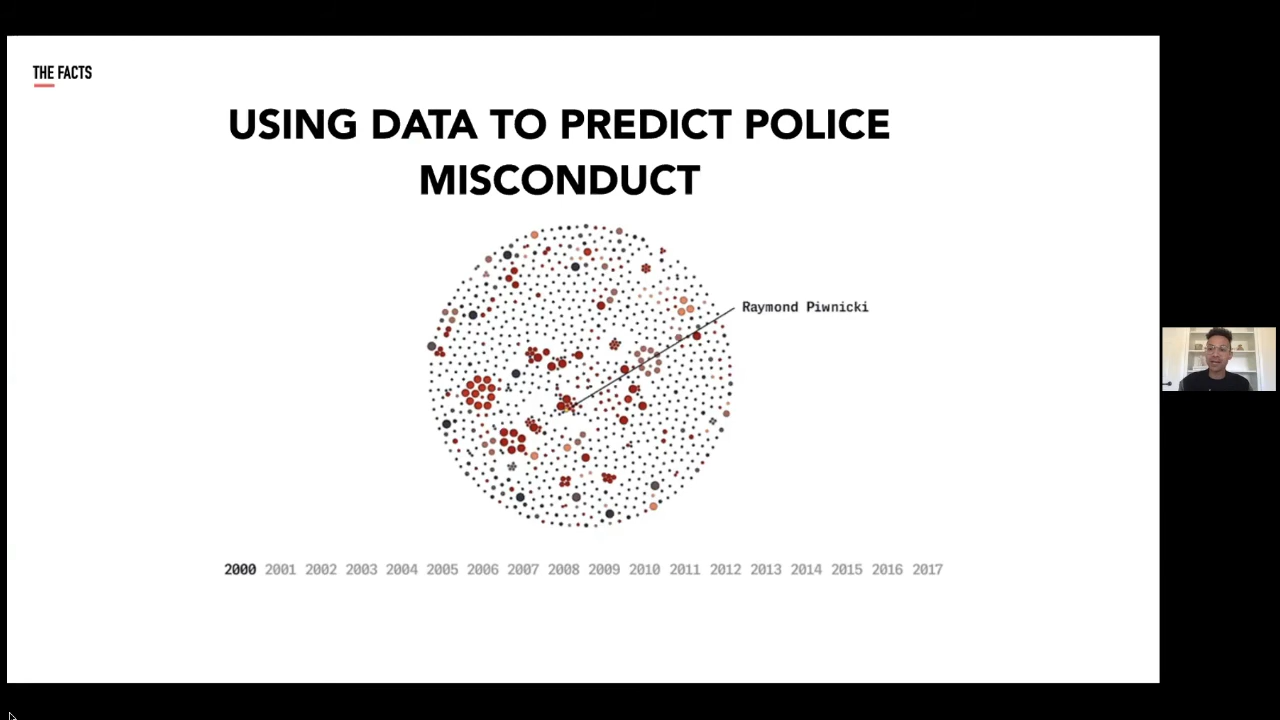 THE FACTS
USING DATA TO PREDICT POLICE
MISCONDUCT
Raymond Piwnicki
2000 2001 2002 2003 2004 2005 2006 2007 2008 2009 2010 2011 2012 2013 2014 2015 2016 2017